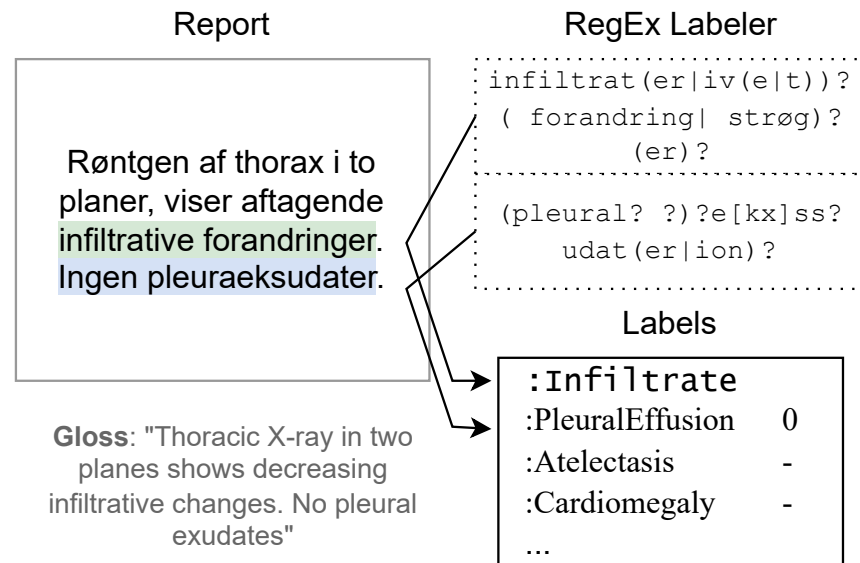 Report
Røntgen af thorax i to
planer, viser aftagende
infiltrative forandringer.
Ingen pleuraeksudater.
Gloss: "Thoracic X-ray in two
planes shows decreasing
infiltrative changes. No pleural
exudates"
RegEx Labeler
infiltrat(er|iv(e|t))?
( forandring| strøg)?
(er)?
(pleural? ?)?e[kx]ss?
udat(er|ion)?
Labels
:Infiltrate
:PleuralEffusion 0
:Atelectasis -
:Cardiomegaly -
...